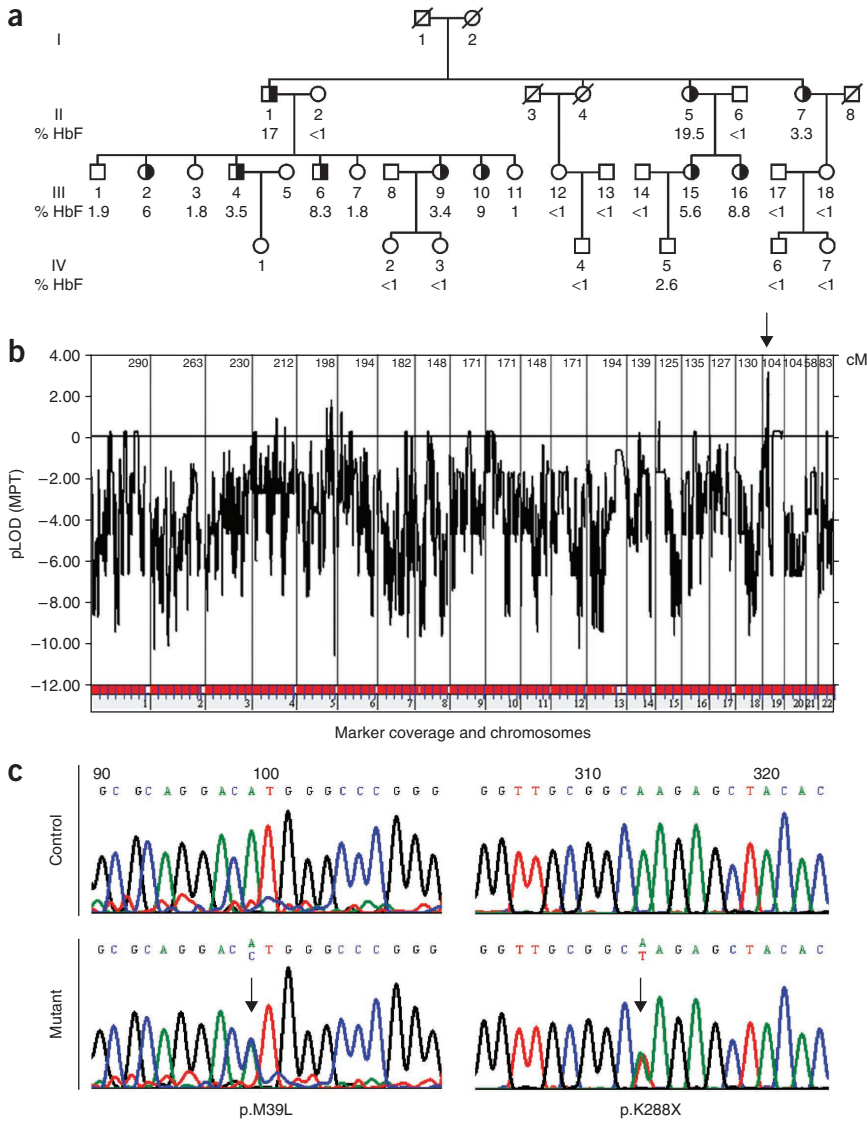 a
I
1 2
II
1 2 3 4 5 6 7 8
% HbF
17 <1 19.5 <1 3.3
III
1 2 3 4 5 6 7 8 9 10 11 12 13 14 15 16 17 18
% HbF
1.9 6 1.8 3.5 8.3 1.8 3.4 9 1 <1 <1 <1 5.6 8.8 <1 <1
IV
1 2 3 4 5 6 7
% HbF
<1 <1 <1 2.6 <1 <1
b
4.00
2.00
0
−2.00
−4.00
−6.00
−8.00
−10.00
−12.00
pLOD (MPT)
290 263 230 212 198 194 182 148 171 171 148 171 194 139 125 135 127 130 104 104 58 83
cM
1 2 3 4 5 6 7 8 9 10 11 12 13 14 15 16 17 18 19 20 21 22
Marker coverage and chromosomes
c
90 100
310 320
Control
G C G C A G G A C A T G G G C C C G G G
G G T T G C G G C A A G A G C T A C A C
Mutant
G C G C A G G A C A T G G G C C C G G G
C
G G T T G C G G C A A G A G C T A C A C
T
p.M39L
p.K288X